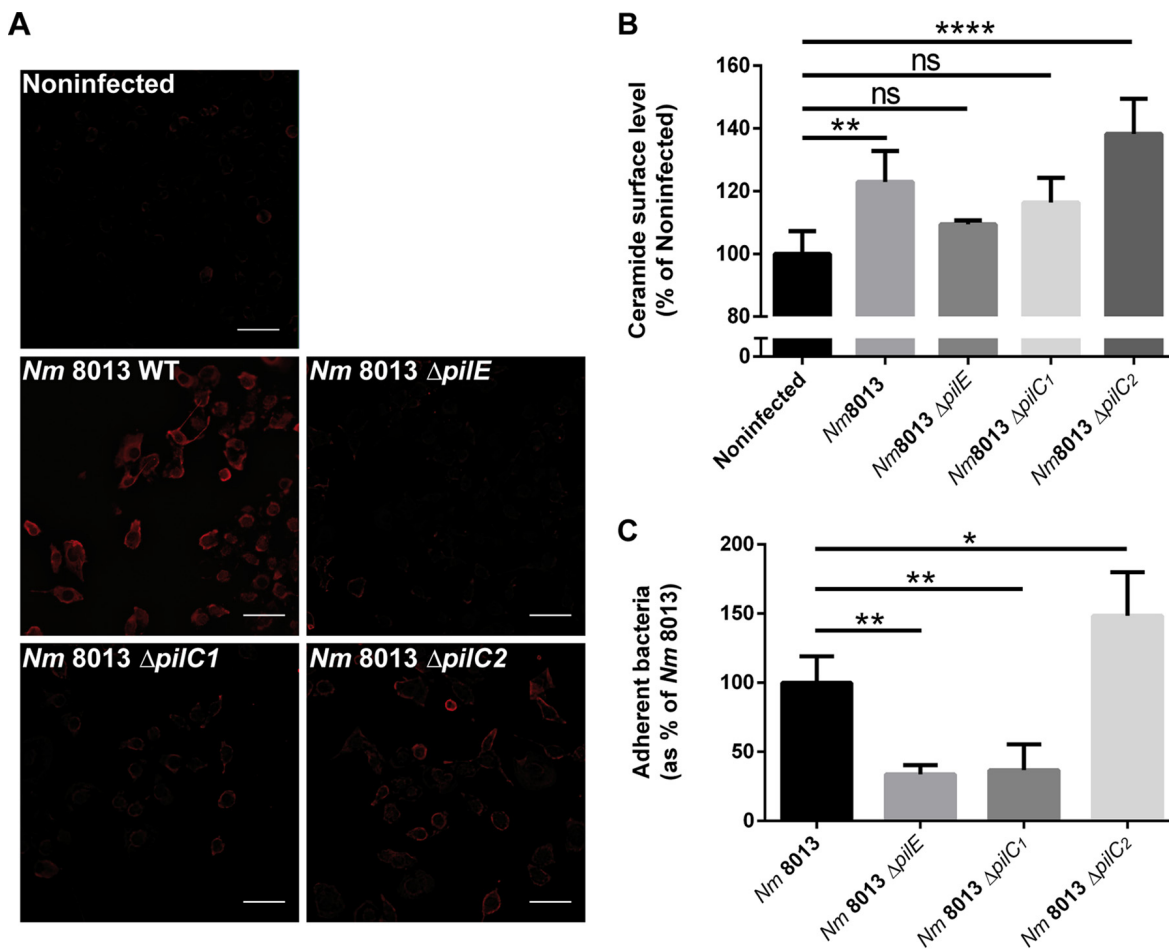 A
Noninfected
Nm 8013 WT
Nm 8013 ΔpilE
Nm 8013 ΔpilC1
Nm 8013 ΔpilC2
B
Ceramide surface level
(% of Noninfected)
160
140
120
100
80
0
****
ns
ns
**
Noninfected
Nm8013
Nm8013 ΔpilE
Nm8013 ΔpilC1
Nm8013 ΔpilC2
C
Adherent bacteria
(as % of Nm 8013)
200
150
100
50
0
*
**
**
Nm 8013
Nm 8013 ΔpilE
Nm 8013 ΔpilC1
Nm 8013 ΔpilC2